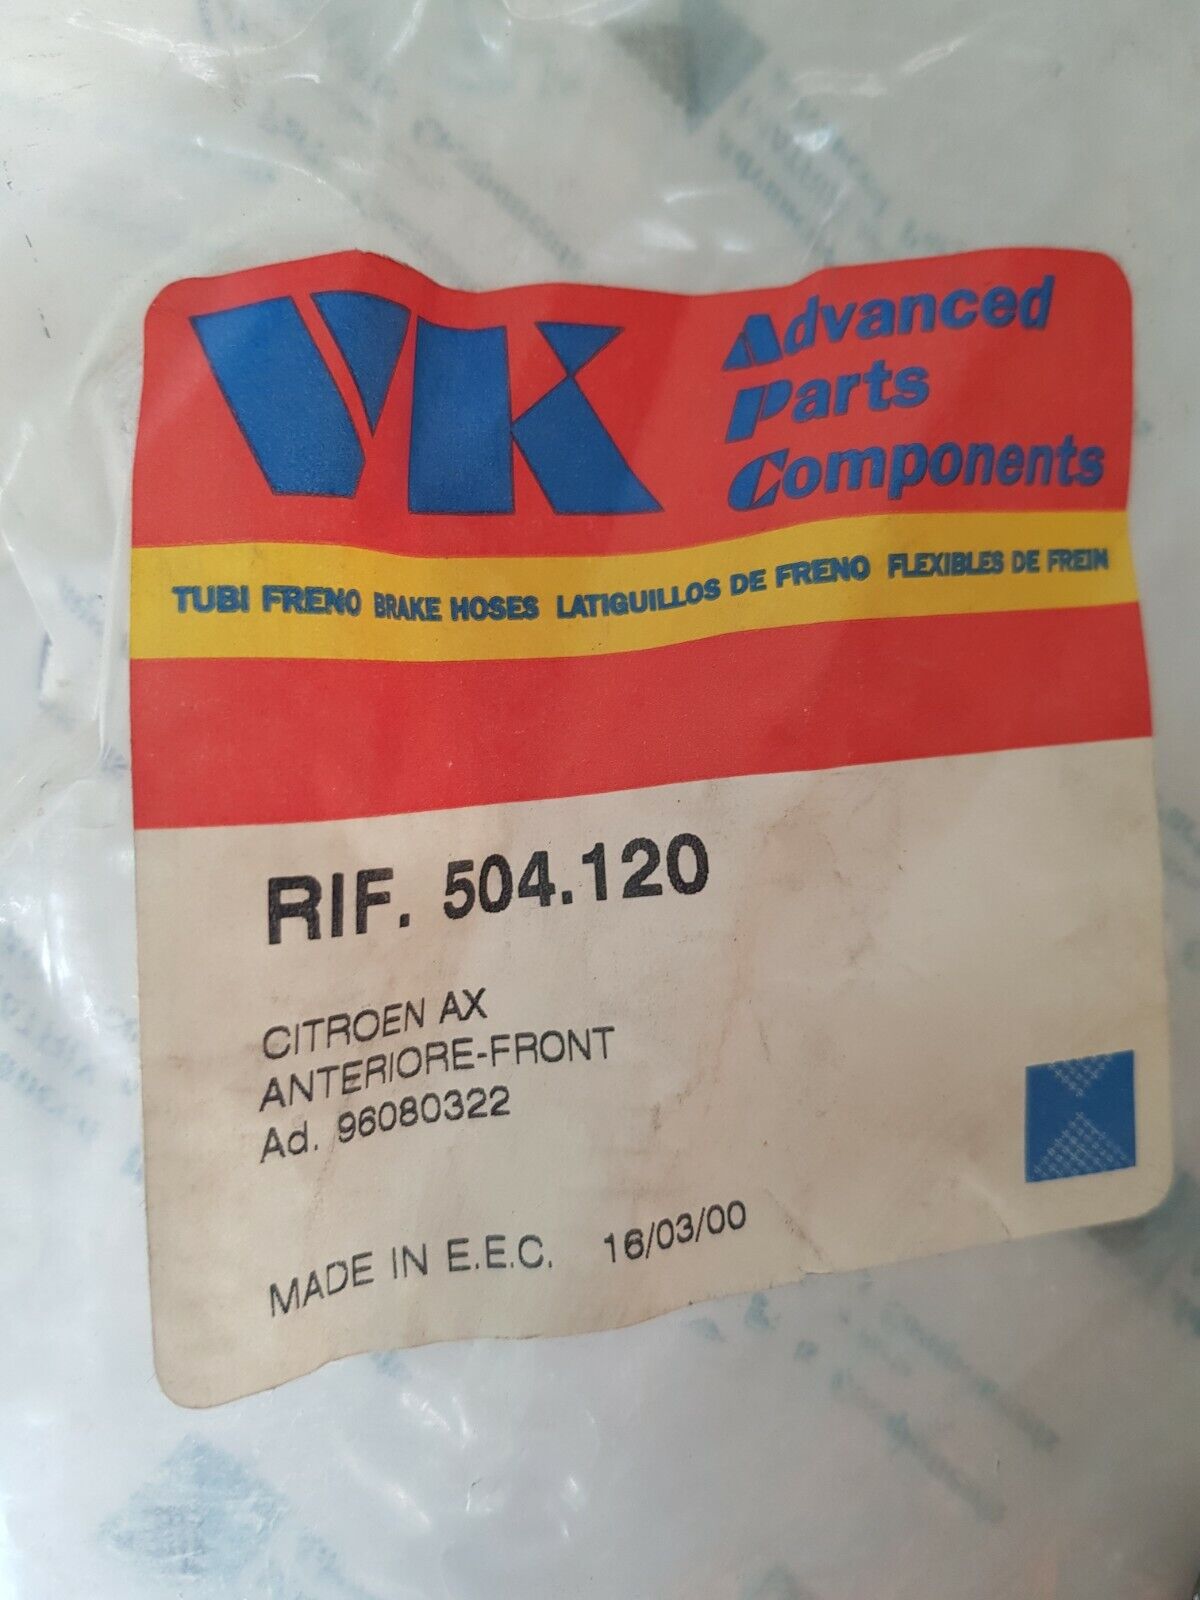 VK
Advanced
Parts
Components
TUBI FRENO BRAKE HOSES LATIGUILLOS DE FRENO FLEXIBLES DE FREIN
RIF. 504.120
CITROEN AX
ANTERIORE-FRONT
Ad. 96080322
MADE IN E.E.C. 16/03/00